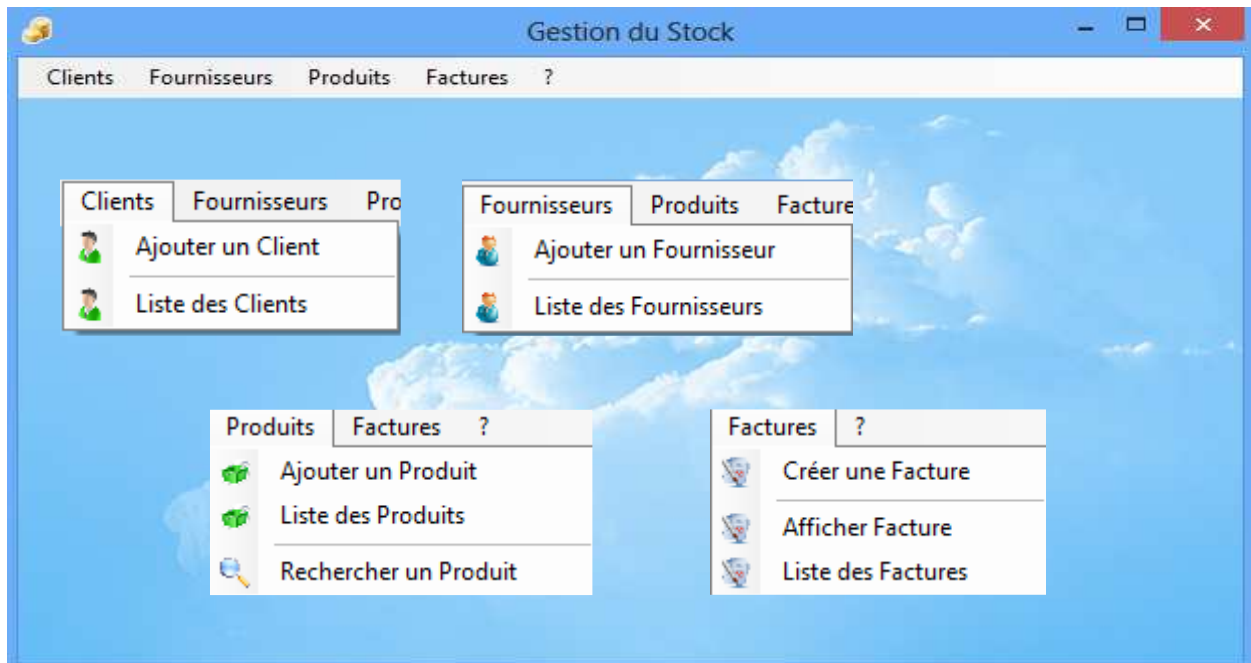 Gestion du Stock
Clients Fournisseurs Produits Factures ?
Clients Fournisseurs Pro
Ajouter un Client
Liste des Clients
Fournisseurs Produits Facture
Ajouter un Fournisseur
Liste des Fournisseurs
Produits Factures ?
Ajouter un Produit
Liste des Produits
Rechercher un Produit
Factures ?
Créer une Facture
Afficher Facture
Liste des Factures